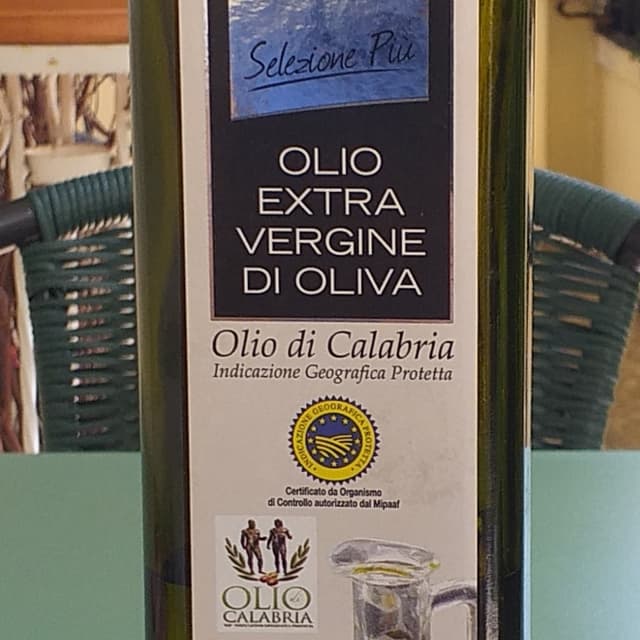 Selezione Più
OLIO
EXTRA
VERGINE
DI OLIVA
Olio di Calabria
Indicazione Geografica Protetta
INDICAZIONE GEOGRAFICA PROTETTA
Certificato da Organismo
di Controllo autorizzato dal Mipaaf
OLIO di
CALABRIA